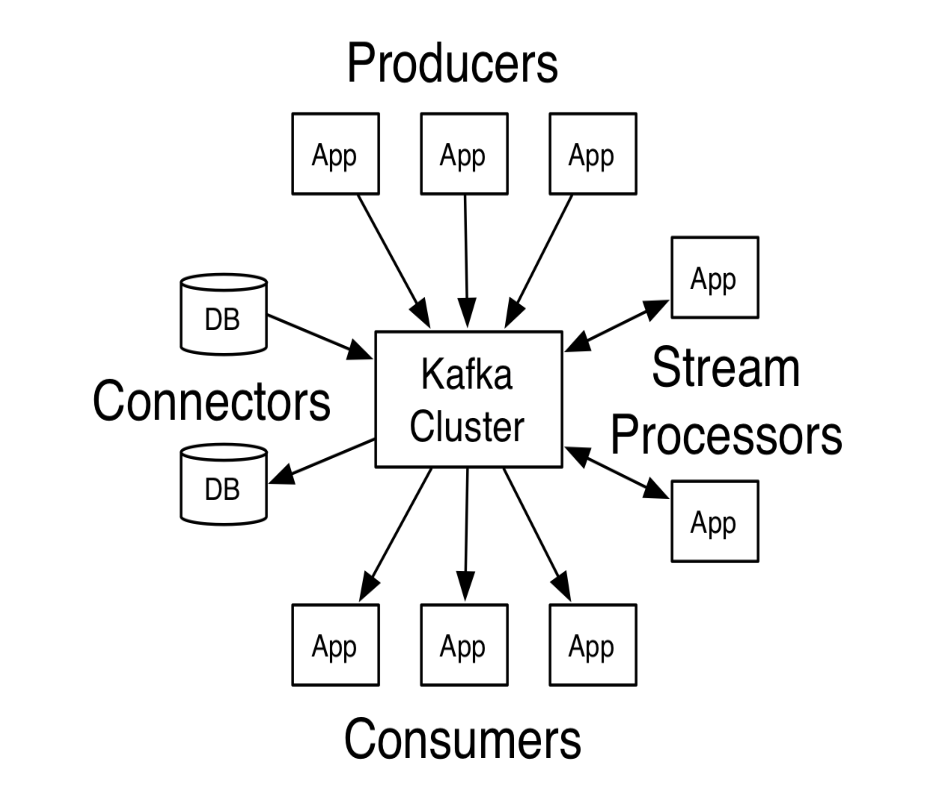 Producers
App
App
App
App
DB
Stream
Kafka
Connectors
Cluster
Processors
DB
App
App
App
App
Consumers